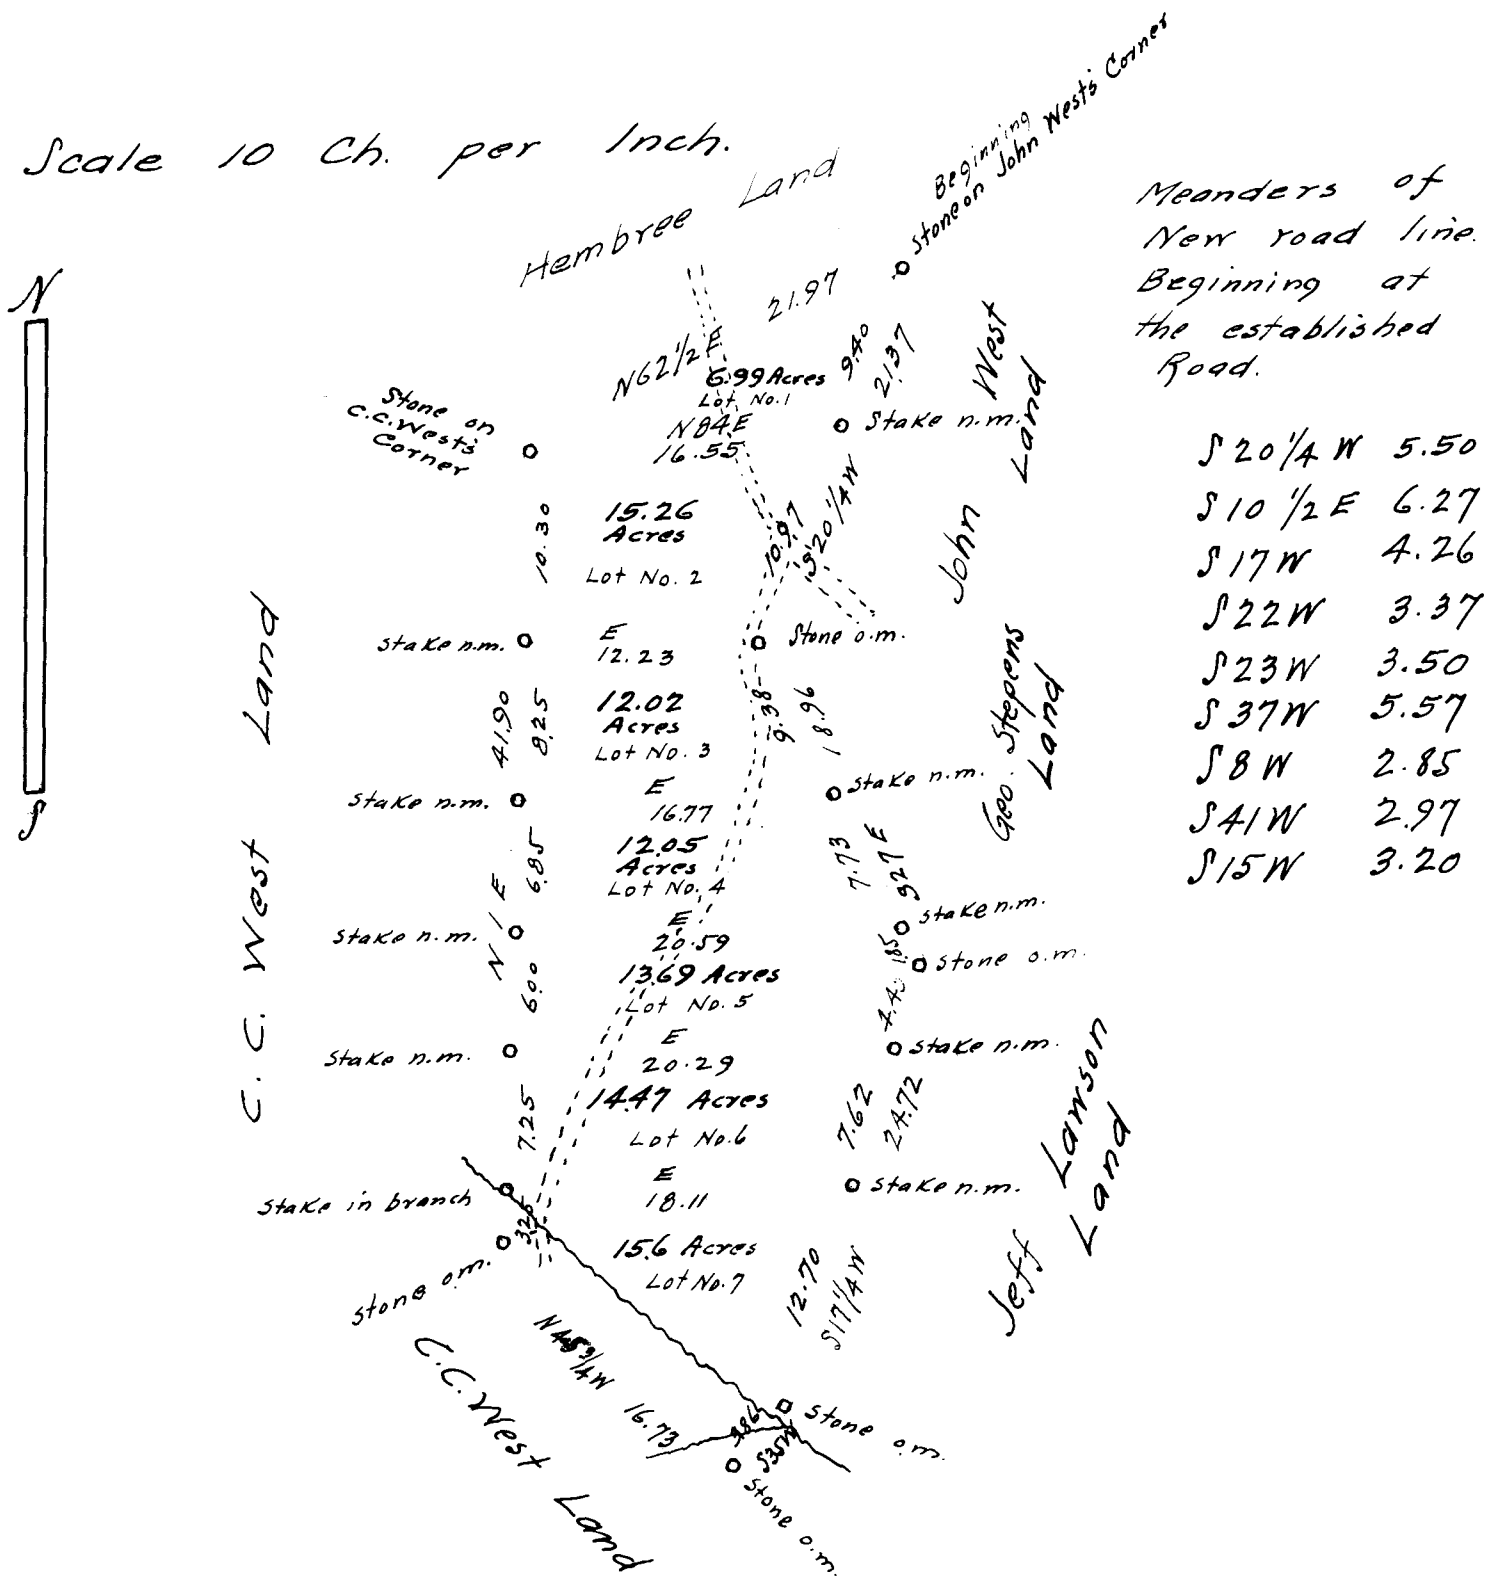 Scale 10 Ch. per Inch.
N
S
Hembree Land
Beginning
Stone on John West's Corner
Meanders of
New road line.
Beginning at
the established
Road.
S 20 1/4 W 5.50
S 10 1/2 E 6.27
S 17 W 4.26
S 22 W 3.37
S 23 W 3.50
S 37 W 5.57
S 8 W 2.85
S 41 W 2.97
S 15 W 3.20
N 62 1/2 E 21.97
6.99 Acres
Lot No. 1
9.40
21.37
John West
Land
Stone on
C.C. West's
Corner
N 84 E
16.55
Stake n.m.
S 20 1/4 W
10.97
10.30
15.26
Acres
Lot No. 2
Stake n.m.
E
12.23
Stone o.m.
C. C. West Land
41.90
8.25
12.02
Acres
Lot No. 3
9.38
18.96
Geo. Stepens
Land
Stake n.m.
E
16.77
Stake n.m.
N 1 E
6.85
12.05
Acres
Lot No. 4
7.73
S 27 E
Stake n.m.
E
20.59
Stake n.m.
1.85
Stone o.m.
6.00
13.69 Acres
Lot No. 5
Stake n.m.
E
20.29
Stake n.m.
7.25
14.47 Acres
Lot No. 6
7.62
24.72
Jeff Lawson
Land
Stake in branch
E
18.11
Stake n.m.
Stone o.m.
15.6 Acres
Lot No. 7
12.70
S 17 1/4 W
16.73
C.C. West Land
S35W
Stone o.m.
Stone o.m.